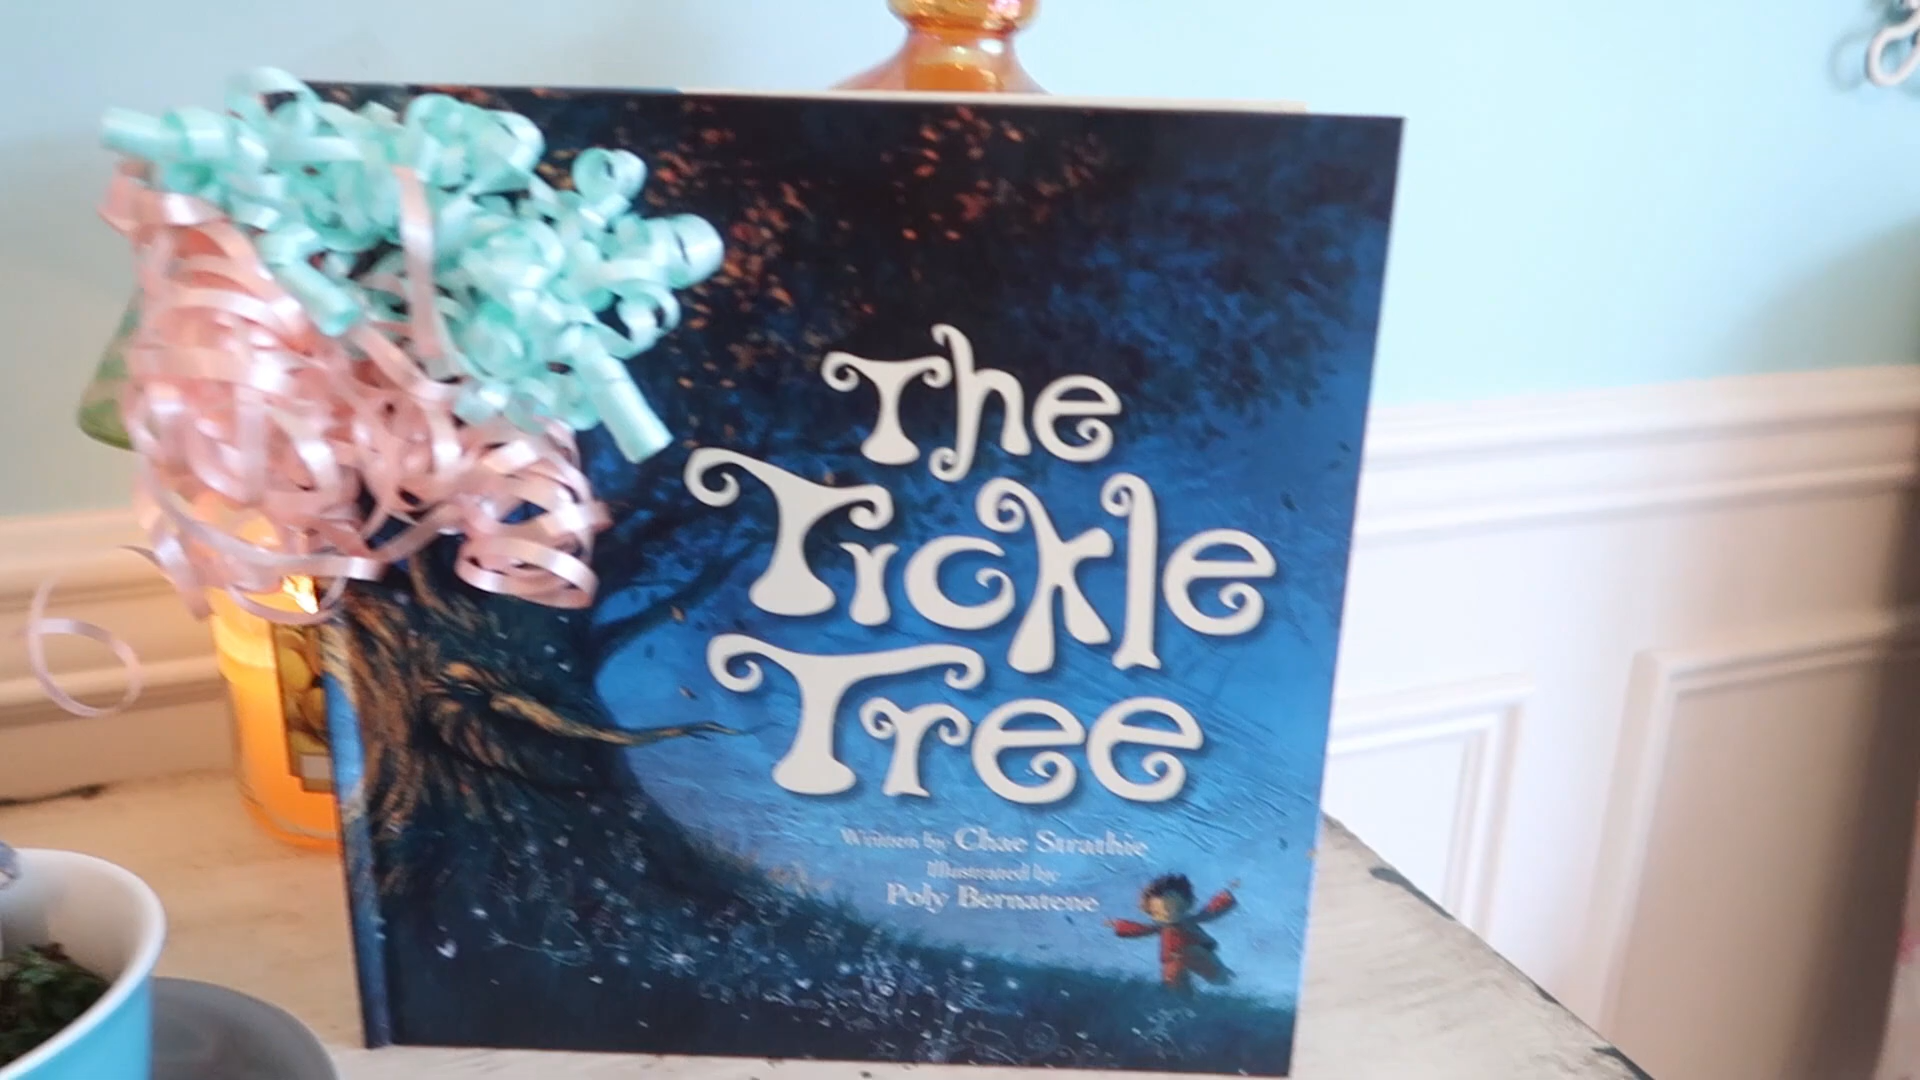 The
Tickle
Tree
Written by Chae Strathie
Illustrated by
Poly Bernatene